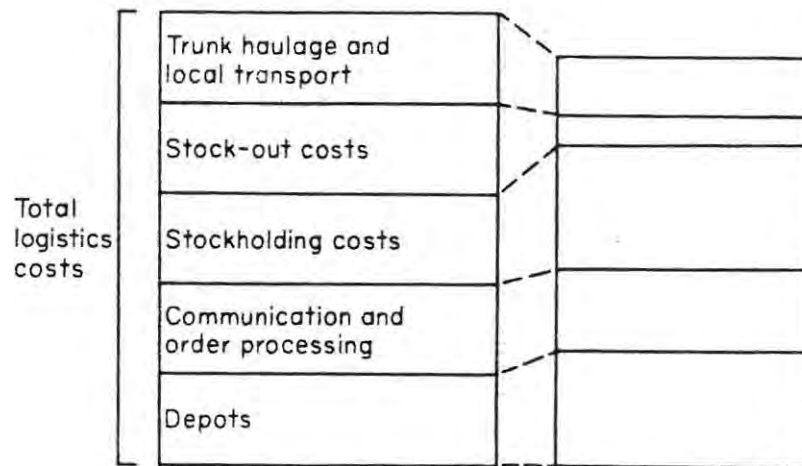 Trunk haulage and
local transport
Stock-out costs
Total
logistics
costs
Stockholding costs
Communication and
order processing
Depots